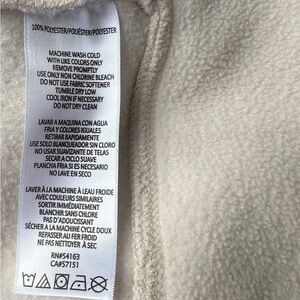 100% POLYESTER/POLIÉSTER/POLYESTER
MACHINE WASH COLD
WITH LIKE COLORS ONLY
REMOVE PROMPTLY
USE ONLY NON CHLORINE BLEACH
DO NOT USE FABRIC SOFTENER
TUMBLE DRY LOW
COOL IRON IF NECESSARY
DO NOT DRY CLEAN
LAVAR A MAQUINA CON AGUA
FRIA Y COLORES IGUALES
RETIRAR RAPIDAMENTE
USE SOLO BLANQUEADOR SIN CLORO
NO USAR SUAVIZANTE DE TELAS
SECAR A CICLO SUAVE
PLANCHA FRIA SI ES NECESARIO
NO LAVE EN SECO
LAVER À LA MACHINE À L'EAU FROIDE
AVEC COULEURS SIMILAIRES
SORTIR IMMÉDIATEMENT
BLANCHIR SANS CHLORE
PAS D'ADOUCISSANT
SÉCHER A LA MACHINE CYCLE DOUX
REPASSER AU FER FROID
NE PAS NETTOYER À SEC
RN#54163
CA#57151